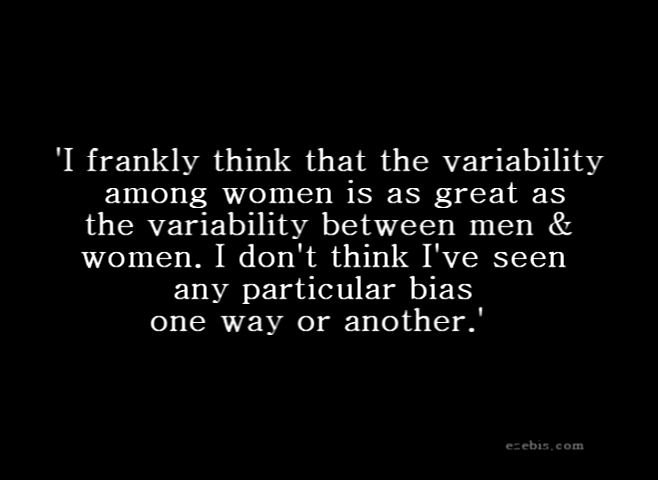 'I frankly think that the variability
among women is as great as
the variability between men &
women. I don't think I've seen
any particular bias
one way or another.'
ezebis.com